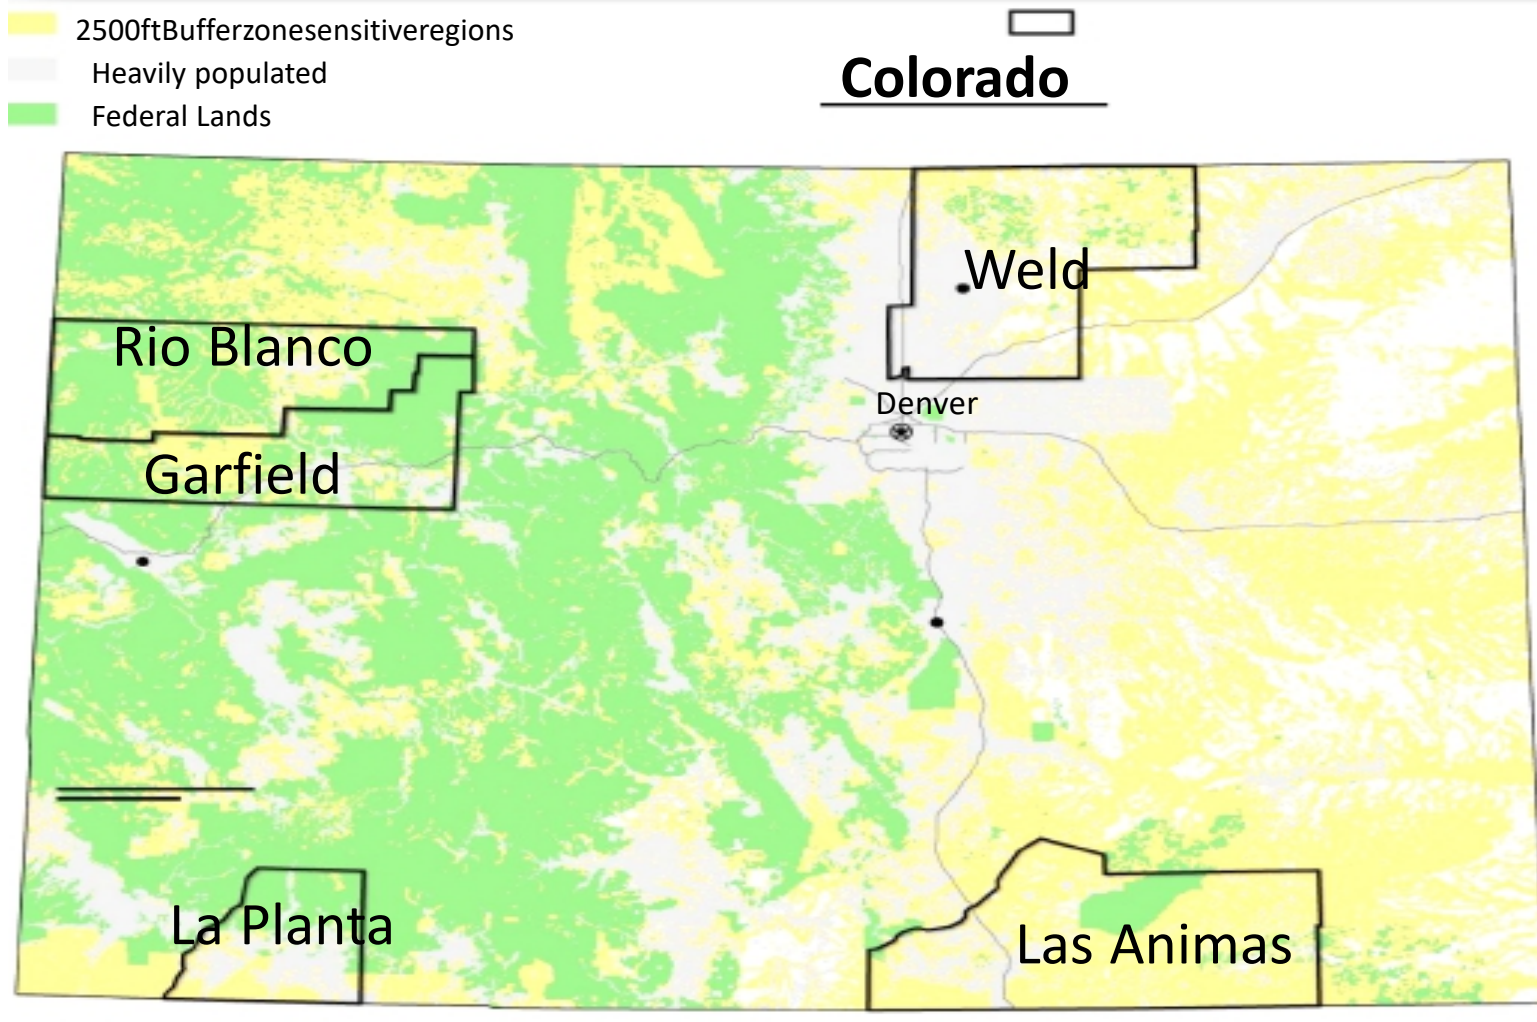 2500ftBufferzonesensitiveregions
Heavily populated
Federal Lands
Colorado
Weld
Rio Blanco
Denver
Garfield
La Planta
Las Animas